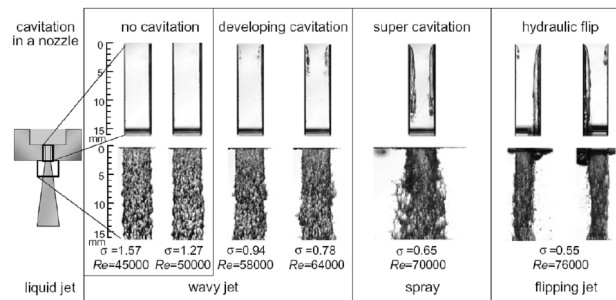 cavitation
in a nozzle
no cavitation
developing cavitation
super cavitation
hydraulic flip
0
5
10
15
mm
0
5
10
15
mm
σ=1.57
Re=45000
σ=1.27
Re=50000
σ=0.94
Re=58000
σ=0.78
Re=64000
σ=0.65
Re=70000
σ=0.55
Re=76000
liquid jet
wavy jet
spray
flipping jet